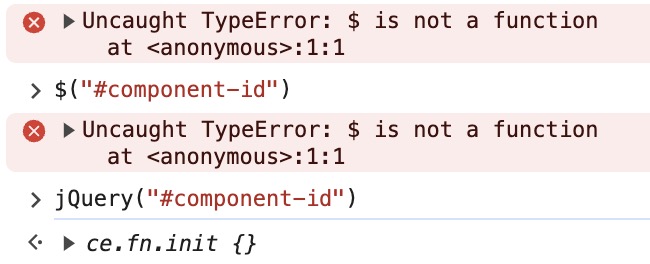 Uncaught TypeError: $ is not a function
at <anonymous>:1:1
$("#component-id")
Uncaught TypeError: $ is not a function
at <anonymous>:1:1
jQuery("#component-id")
ce.fn.init {}